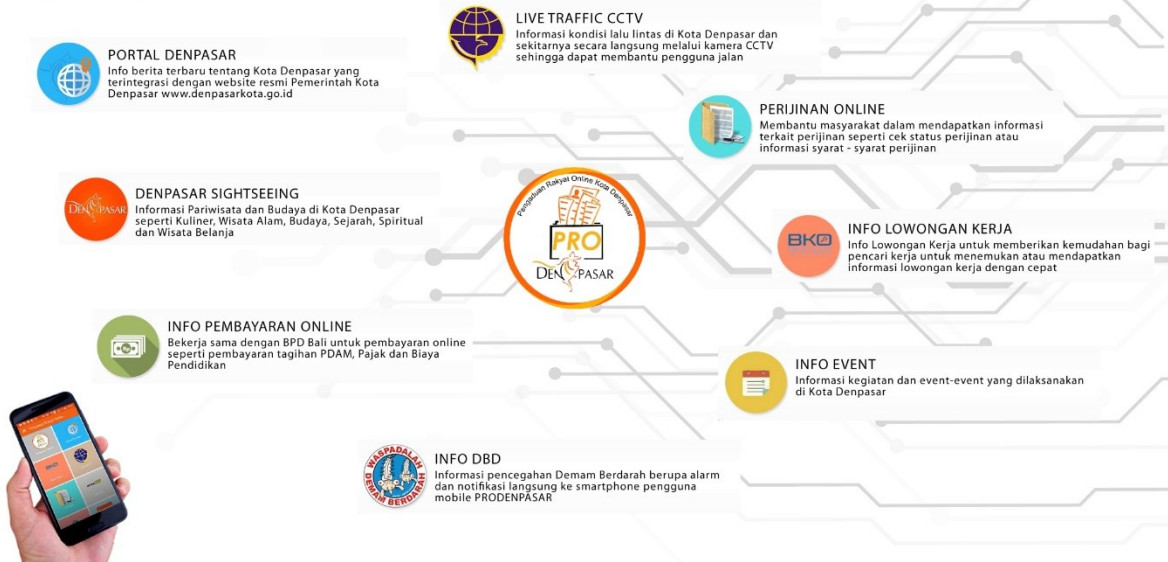 LIVE TRAFFIC CCTV
Informasi kondisi lalu lintas di Kota Denpasar dan
sekitarnya secara langsung melalui kamera CCTV
sehingga dapat membantu pengguna jalan
PORTAL DENPASAR
Info berita terbaru tentang Kota Denpasar yang
terintegrasi dengan website resmi Pemerintah Kota
Denpasar www.denpasarkota.go.id
PERIJINAN ONLINE
Membantu masyarakat dalam mendapatkan informasi
terkait perijinan seperti cek status perijinan atau
informasi syarat - syarat perijinan
DENPASAR
DENPASAR SIGHTSEEING
Informasi Pariwisata dan Budaya di Kota Denpasar
seperti Kuliner, Wisata Alam, Budaya, Sejarah, Spiritual
dan Wisata Belanja
Pengaduan Rakyat Online Kota Denpasar
PRO
DENPASAR
BKD
INFO LOWONGAN KERJA
Info Lowongan Kerja untuk memberikan kemudahan bagi
pencari kerja untuk menemukan atau mendapatkan
informasi lowongan kerja dengan cepat
INFO PEMBAYARAN ONLINE
Bekerja sama dengan BPD Bali untuk pembayaran online
seperti pembayaran tagihan PDAM, Pajak dan Biaya
Pendidikan
INFO EVENT
Informasi kegiatan dan event-event yang dilaksanakan
di Kota Denpasar
WASPADALAH
DEMAM BERDARAH
INFO DBD
Informasi pencegahan Demam Berdarah berupa alarm
dan notifikasi langsung ke smartphone pengguna
mobile PRODENPASAR